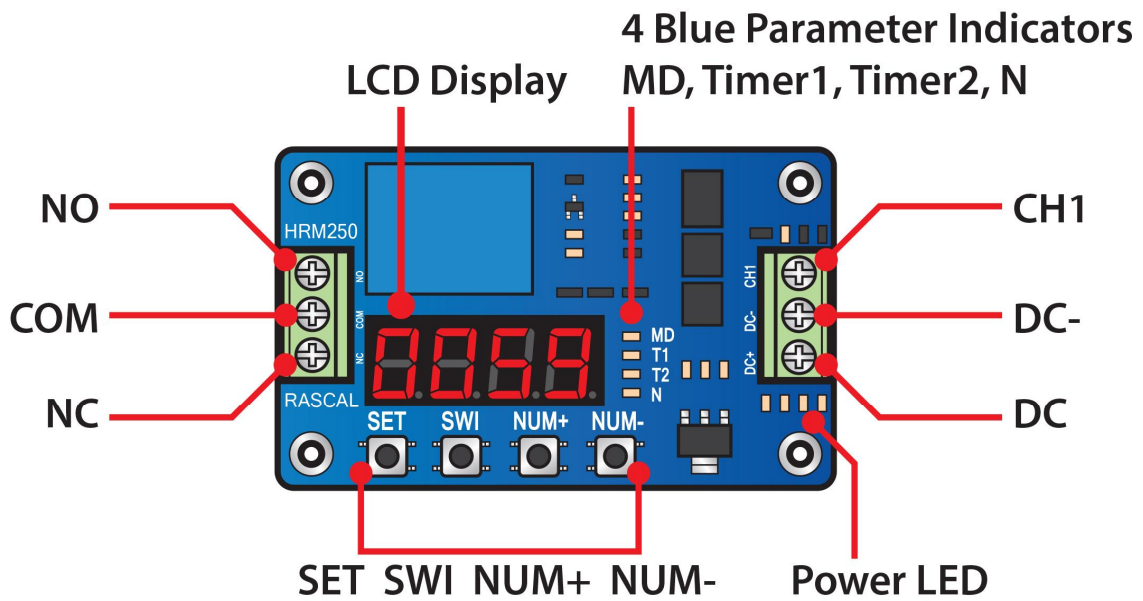 4 Blue Parameter Indicators
LCD Display
MD, Timer1, Timer2, N
NO
CH1
HRM250
NO
CH1
COM
COM
DC-
DC-
0059
MD
T1
T2
N
NC
DC+
NC
DC
RASCAL
SET SWI NUM+ NUM-
SET SWI NUM+ NUM-
Power LED